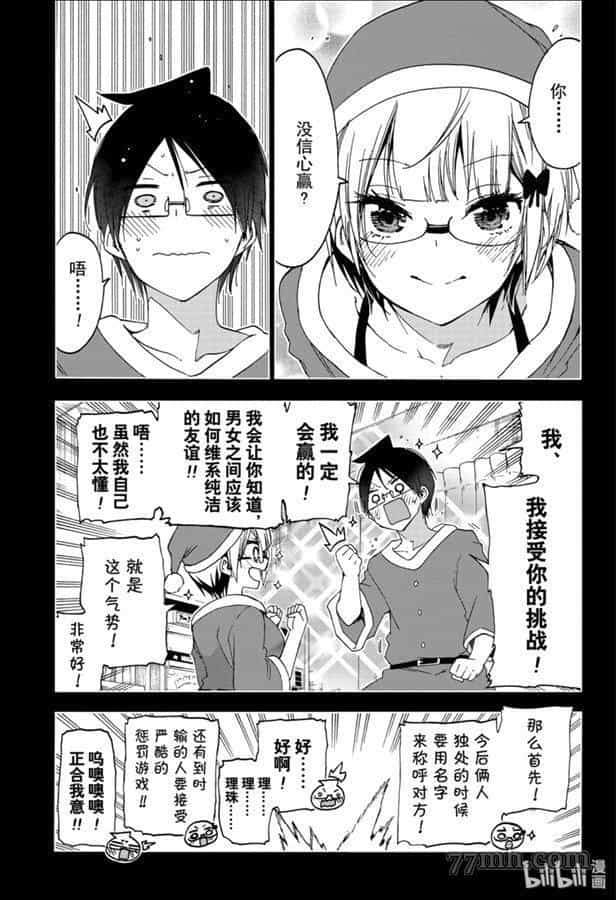 你……
没信心赢？
唔……！
我、
我接受你的挑战！
我一定
会赢的！
我会让你知道，
男女之间应该
如何维系纯洁
的友谊！！
唔……
虽然我自己
也不太懂！
就是
这个气势！
非常好！
那么首先！
今后俩人
独处的时候
要用名字
来称呼对方！
好……
好啊！
理……
理……
理珠……
还有到时
输的人要接受
严酷的
惩罚游戏！！
呜噢噢噢！
正合我意！！
77mh.com
bilibili
漫画